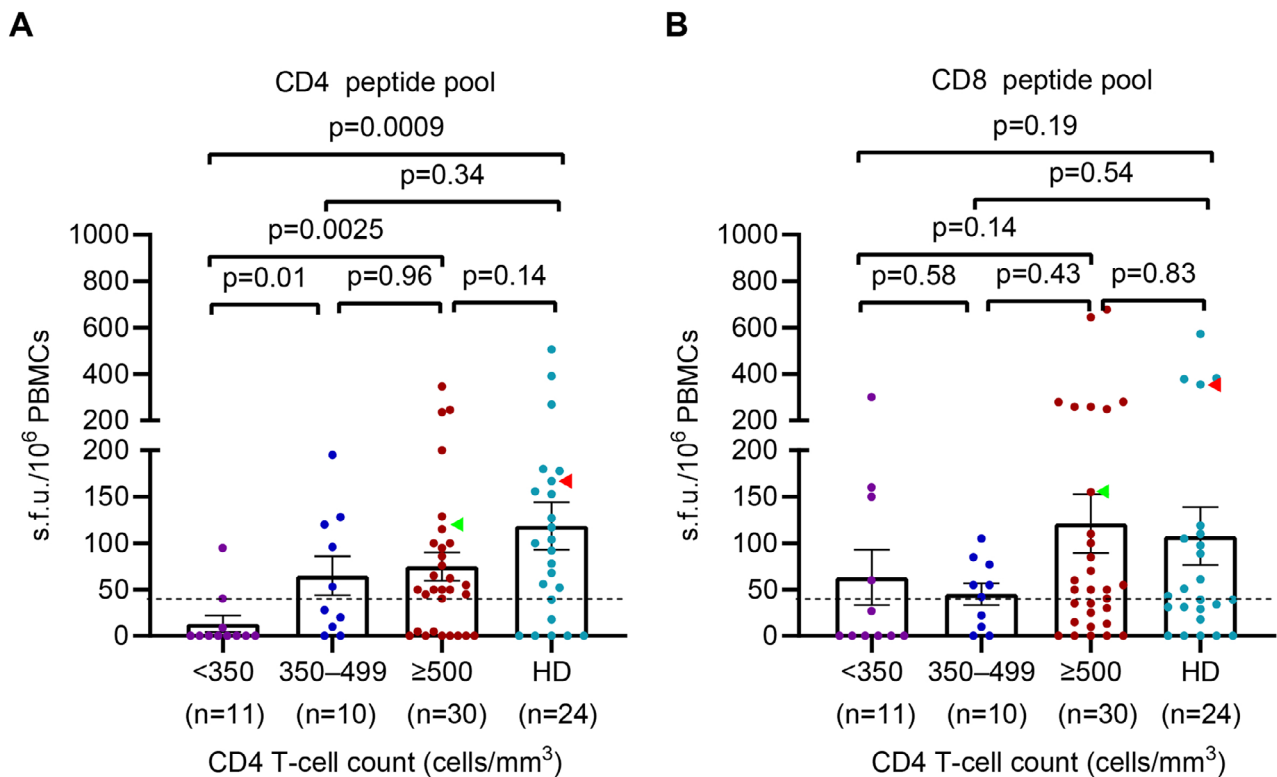 A
CD4 peptide pool
p=0.0009
p=0.34
p=0.0025
p=0.01 p=0.96 p=0.14
1000
800
600
400
200
200
150
100
50
0
s.f.u./10⁶ PBMCs
<350 350–499 ≥500 HD
(n=11) (n=10) (n=30) (n=24)
CD4 T-cell count (cells/mm³)
B
CD8 peptide pool
p=0.19
p=0.54
p=0.14
p=0.58 p=0.43 p=0.83
1000
800
600
400
200
200
150
100
50
0
s.f.u./10⁶ PBMCs
<350 350–499 ≥500 HD
(n=11) (n=10) (n=30) (n=24)
CD4 T-cell count (cells/mm³)